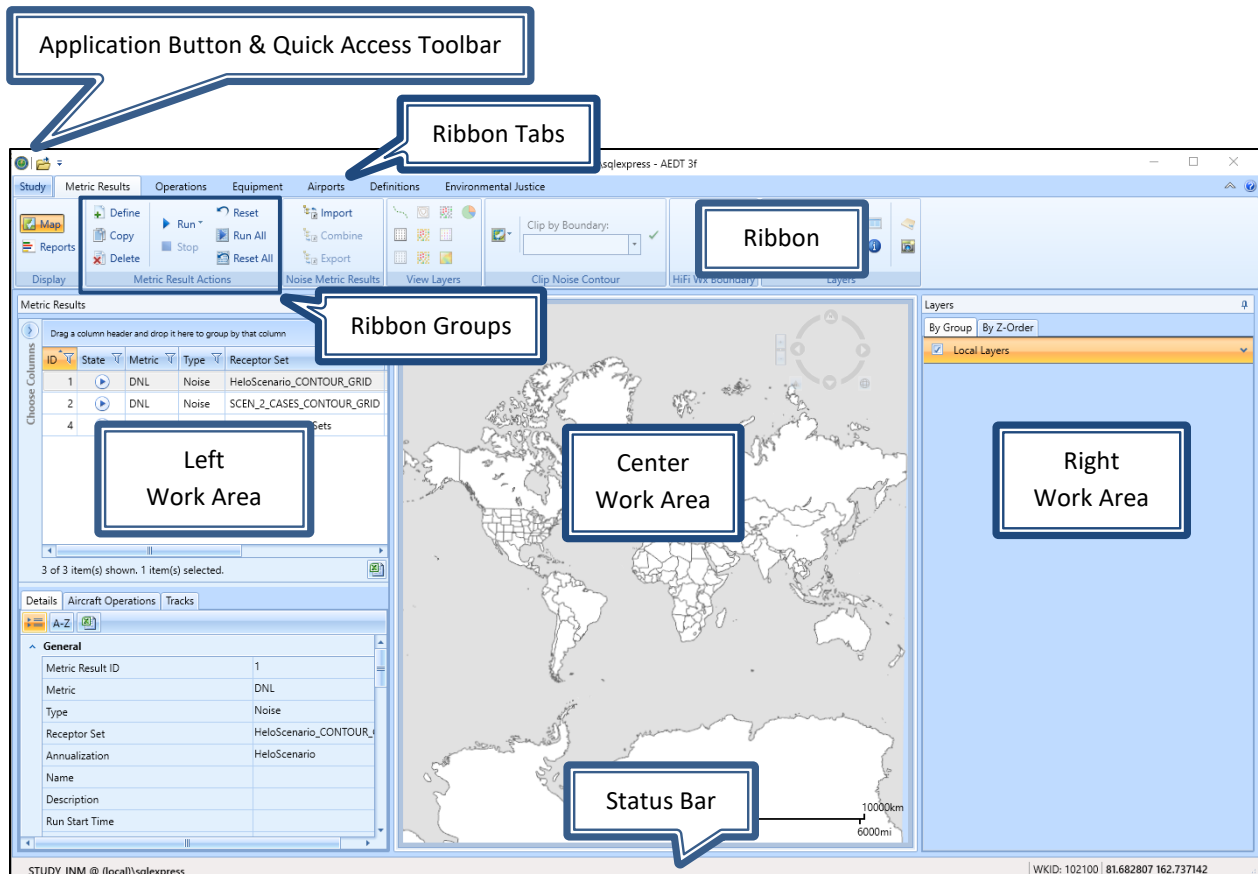 Application Button & Quick Access Toolbar
Ribbon Tabs
\sqlexpress - AEDT 3f
Study Metric Results Operations Equipment Airports Definitions Environmental Justice
Map Define Run Reset Import Clip by Boundary:
Reports Copy Stop Run All Combine
Delete Reset All Export
Ribbon
Display Metric Result Actions Noise Metric Results View Layers Clip Noise Contour HiFi Wx Boundary Layers
Ribbon Groups
Metric Results
Choose Columns
Drag a column header and drop it here to group by that column
ID State Metric Type Receptor Set
1 DNL Noise HeloScenario_CONTOUR_GRID
2 DNL Noise SCEN_2_CASES_CONTOUR_GRID
4 Sets
Left
Work Area
3 of 3 item(s) shown. 1 item(s) selected.
Details Aircraft Operations Tracks
A-Z
General
Metric Result ID 1
Metric DNL
Type Noise
Receptor Set HeloScenario_CONTOUR_
Annualization HeloScenario
Name
Description
Run Start Time
Center
Work Area
10000km
6000mi
Layers
By Group By Z-Order
Local Layers
Right
Work Area
Status Bar
STUDY_INM @ (local)\sqlexpress
WKID: 102100 81.682807 162.737142